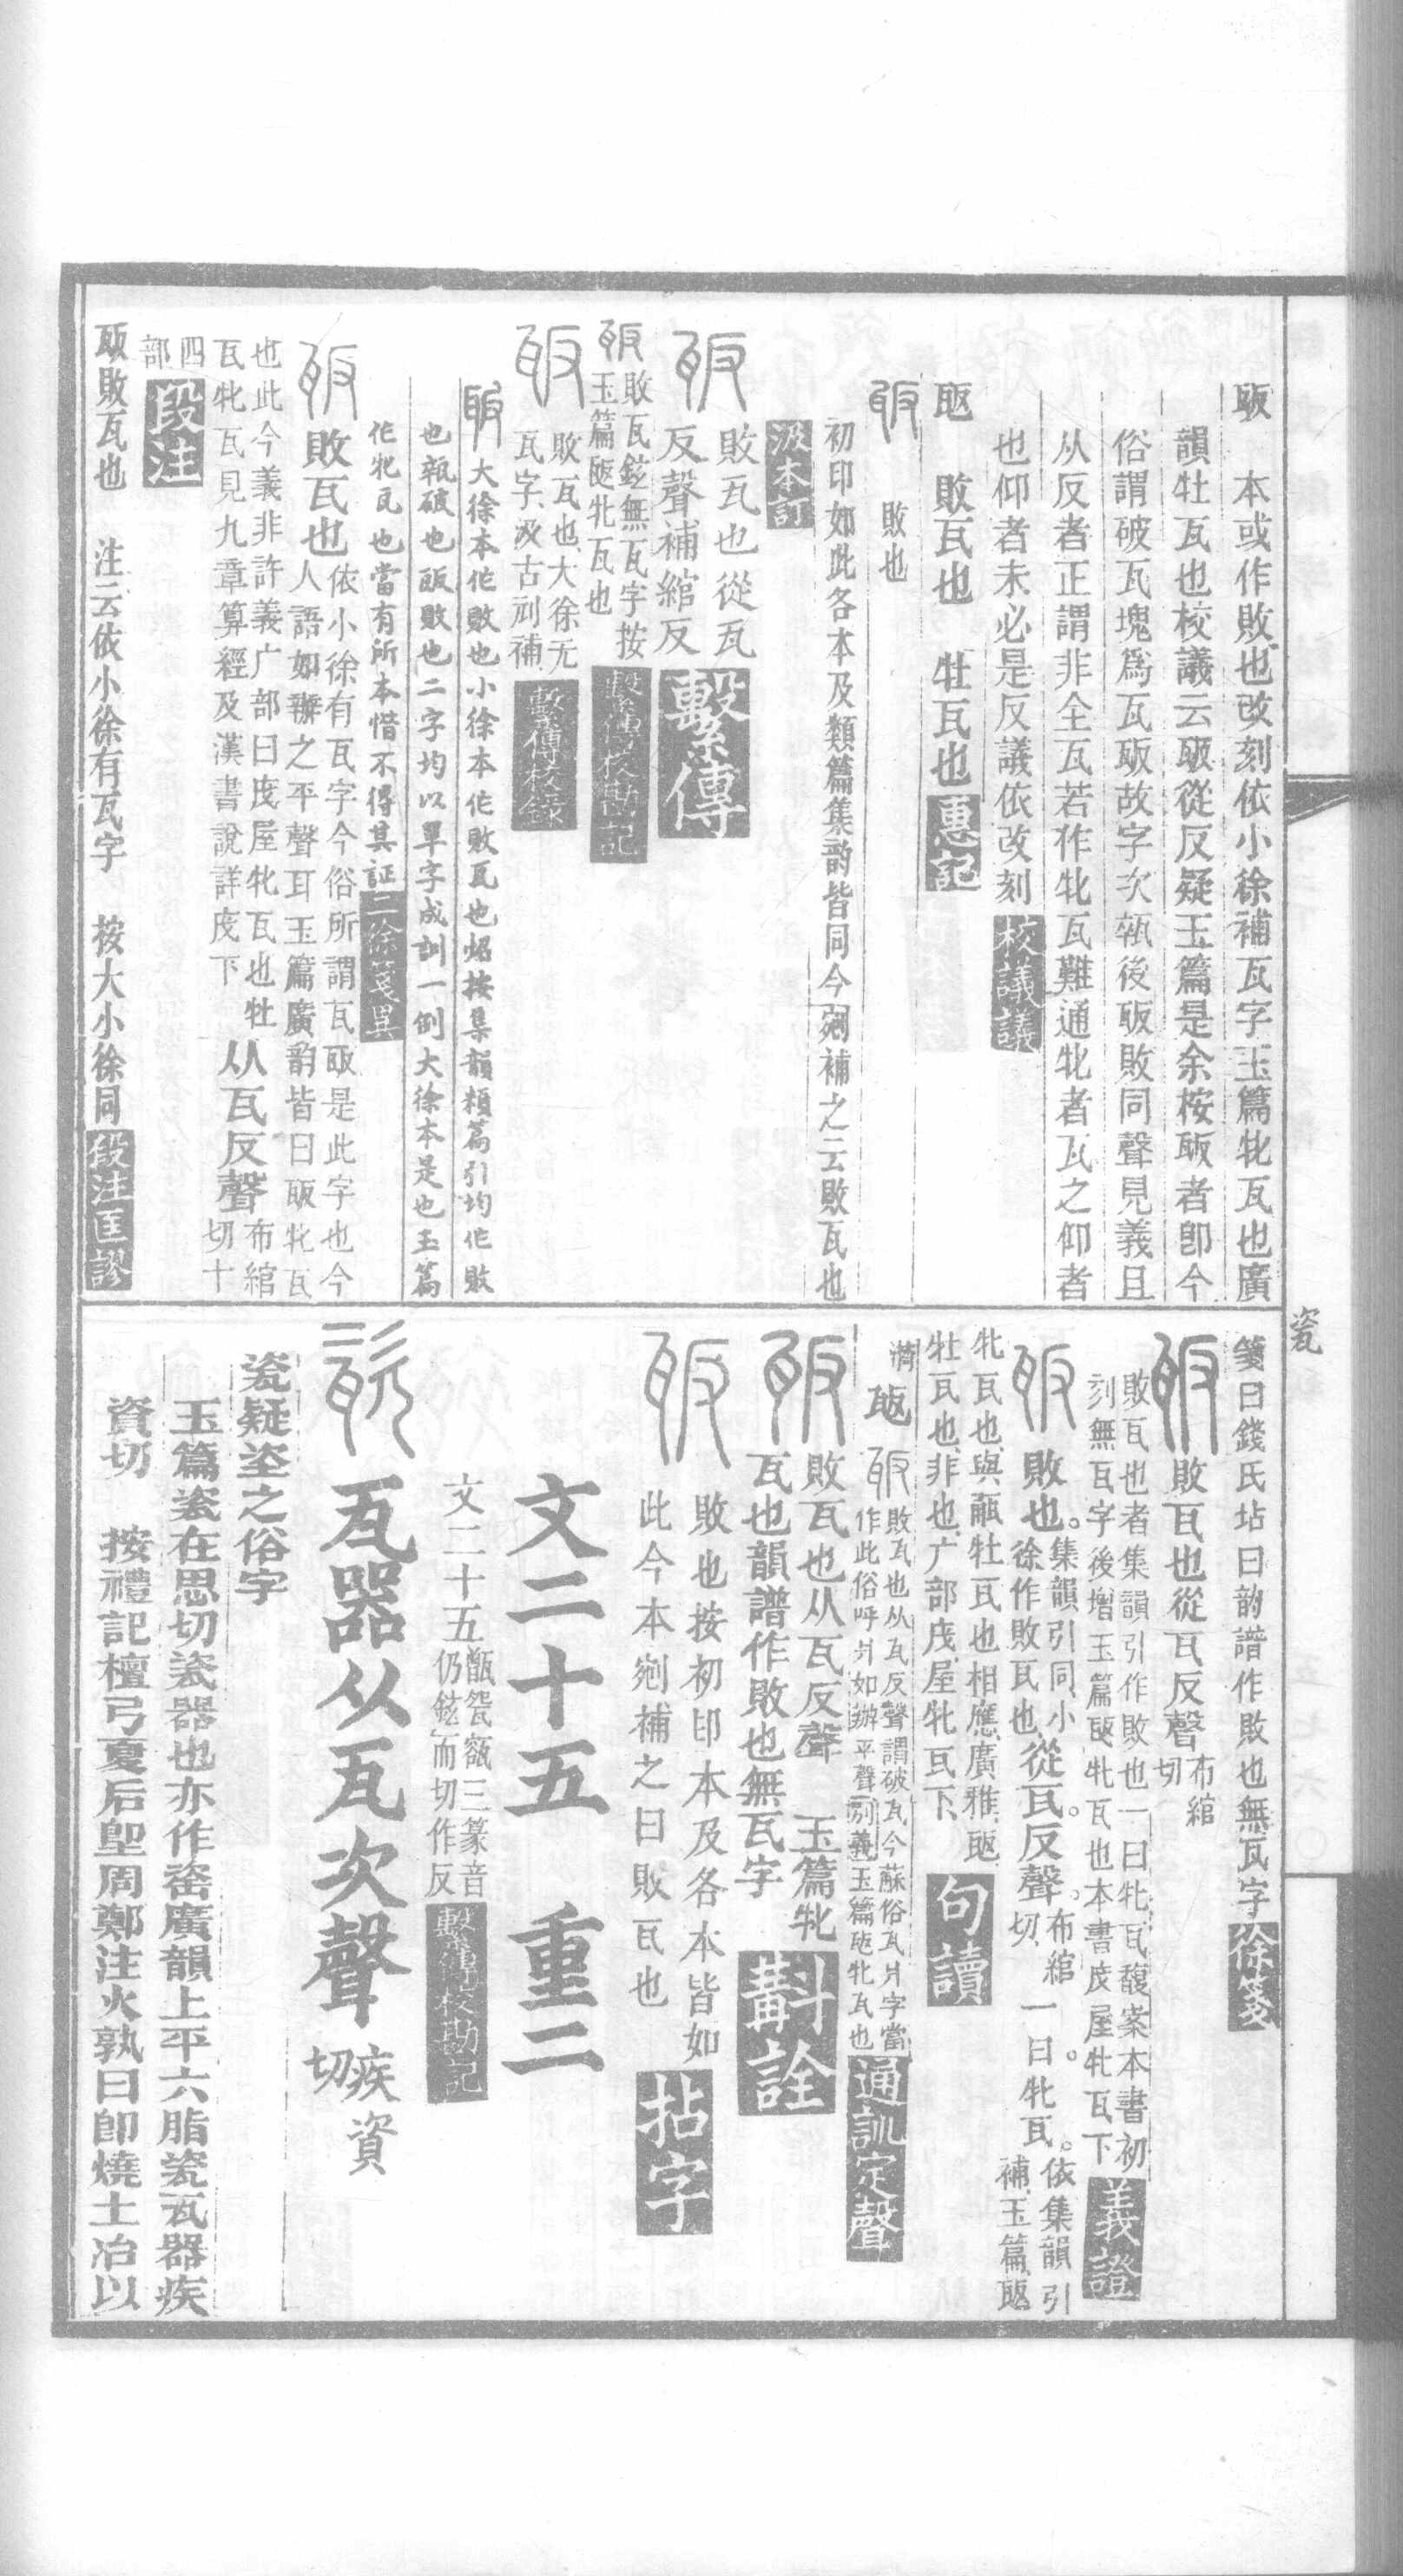 瓪　本或作敗也改刻依小徐補瓦字玉篇牝瓦也廣
韻牡瓦也校議云瓪從反疑玉篇是余桉瓪者卽今
俗謂破瓦塊爲瓦瓪故字次㼾後瓪敗同聲見義且
从反者正謂非全瓦若作牝瓦難通牝者瓦之仰者
也仰者未必是反議依改刻 校議議
瓪　敗瓦也　牡瓦也 惠記
瓪　敗也
初印如此各本及類篇集韵皆同今剜補之云敗瓦也
汲本訂
瓪 敗瓦也從瓦
反聲補綰反 繫傳
瓪 敗瓦鉉無瓦字按
玉篇瓪牝瓦也 繫傳校勘記
瓪 敗瓦也大徐无
瓦字汲古剜補 繫傳校錄
瓪 大徐本作敗也小徐本作敗瓦也炤按集韻類篇引均作敗
也㼾破也瓪敗也二字均以單字成訓一例大徐本是也玉篇
作牝瓦也當有所本惜不得其証 二徐箋異
瓪 敗瓦也 依小徐有瓦字今俗所謂瓦瓪是此字也今
人語如辦之平聲耳玉篇廣韵皆曰瓪牝瓦
也此今義非許義广部曰庋屋牝瓦也牡
瓦牝瓦見九章算經及漢書說詳庋下 从瓦反聲 布綰
切十
四
部 段注
瓪敗瓦也　注云依小徐有瓦字　按大小徐同 段注匡謬
瓷
箋曰錢氏坫曰韵譜作敗也無瓦字 徐箋
瓪 敗瓦也從瓦反聲 布綰
切
敗瓦也者集韻引作敗也一曰牝瓦馥案本書初
刻無瓦字後增玉篇瓪牝瓦也本書庋屋牝瓦下 義證
瓪 敗也。 集韻引同小
徐作敗瓦也 從瓦。反聲。 布綰
切 一曰牝瓦。 依集韻引
補玉篇瓪
牝瓦也與㼧牡瓦也相應廣雅瓪
牡瓦也非也广部庋屋牝瓦下 句讀
瓪 敗瓦也从瓦反聲謂破瓦今蘇俗瓦爿字當
作此俗呼爿如辦平聲 別義 玉篇瓪牝瓦也 通訓定聲
瓪 敗瓦也从瓦反聲　玉篇牝
瓦也韻譜作敗也無瓦字 斠詮
瓪 敗也按初印本及各本皆如
此今本剜補之曰敗瓦也 拈字
文二十五　重二
文二十五 甂瓮㼜三篆音
仍鉉而切作反 繫傳校勘記
瓷 瓦器从瓦次聲 疾資
切
瓷疑垐之俗字
玉篇瓷在思切瓷器也亦作㿷廣韻上平六脂瓷瓦器疾
資切　按禮記檀弓夏后堲周鄭注火孰曰卽燒土冶以